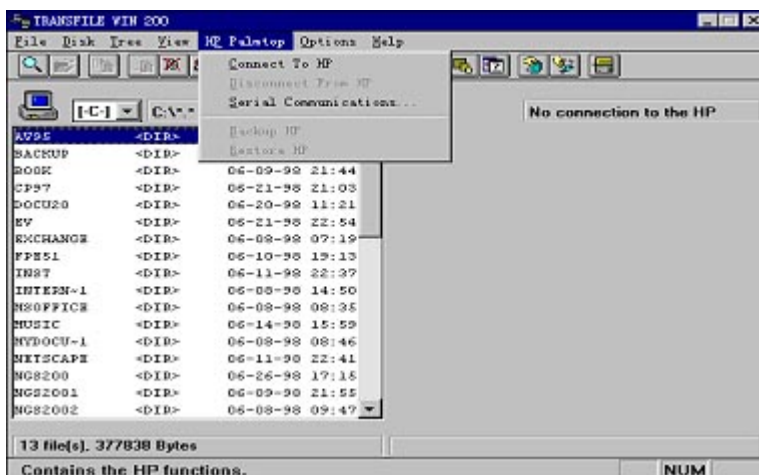 TRANSFILE WIN 200
File Disk Tree View HP Palmtop Options Help
Connect To HP
Disconnect From HP
Serial Communications...
Backup HP
Restore HP
[-C-] C:\*.*
No connection to the HP
AV95 <DIR>
BACKUP <DIR>
BOOK <DIR> 06-09-98 21:44
CP97 <DIR> 06-21-98 21:03
DOCU20 <DIR> 06-20-98 11:21
EV <DIR> 06-21-98 22:54
EXCHANGE <DIR> 06-08-98 07:19
FPE51 <DIR> 06-10-98 19:13
INST <DIR> 06-11-98 22:37
INTERN~1 <DIR> 06-08-98 14:50
MSOFFICE <DIR> 06-08-98 08:35
MUSIC <DIR> 06-14-98 15:59
MYDOCU~1 <DIR> 06-08-98 08:46
NETSCAPE <DIR> 06-11-98 22:41
NGS200 <DIR> 06-26-98 17:15
NGS2001 <DIR> 06-09-98 21:55
NGS2002 <DIR> 06-08-98 09:47
13 file(s), 377838 Bytes
Contains the HP functions.
NUM